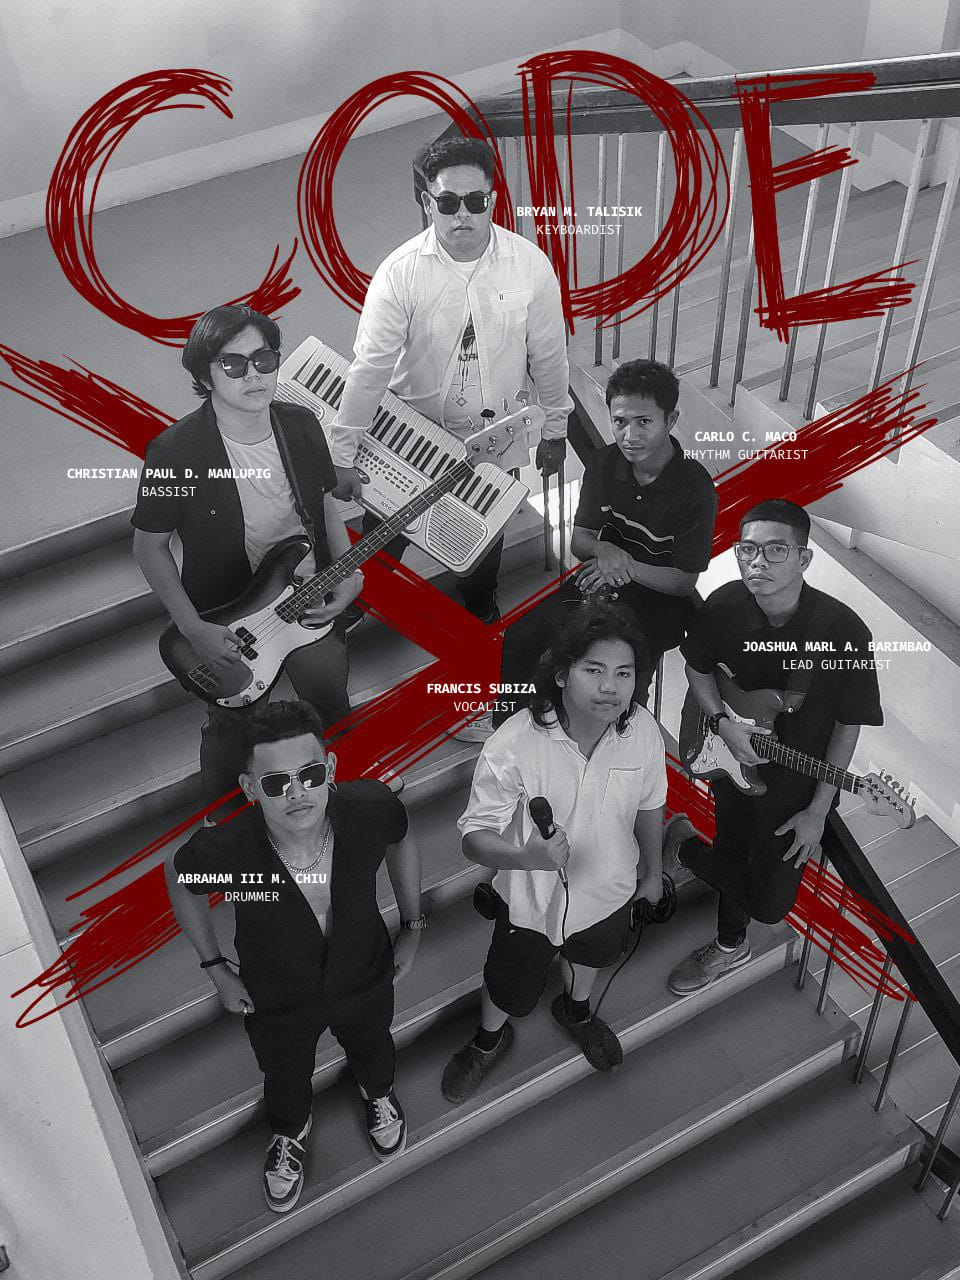 CODE
X
BRYAN M. TALISIK
KEYBOARDIST
CARLO C. MACO
RHYTHM GUITARIST
CHRISTIAN PAUL D. MANLUPIG
BASSIST
JOASHUA MARL A. BARIMBAO
LEAD GUITARIST
FRANCIS SUBIZA
VOCALIST
ABRAHAM III M. CHIU
DRUMMER